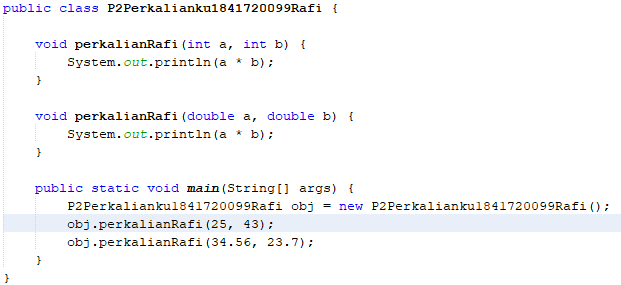 public class P2Perkalianku1841720099Rafi {
void perkalianRafi(int a, int b) {
System.out.println(a * b);
}
void perkalianRafi(double a, double b) {
System.out.println(a * b);
}
public static void main(String[] args) {
P2Perkalianku1841720099Rafi obj = new P2Perkalianku1841720099Rafi();
obj.perkalianRafi(25, 43);
obj.perkalianRafi(34.56, 23.7);
}
}